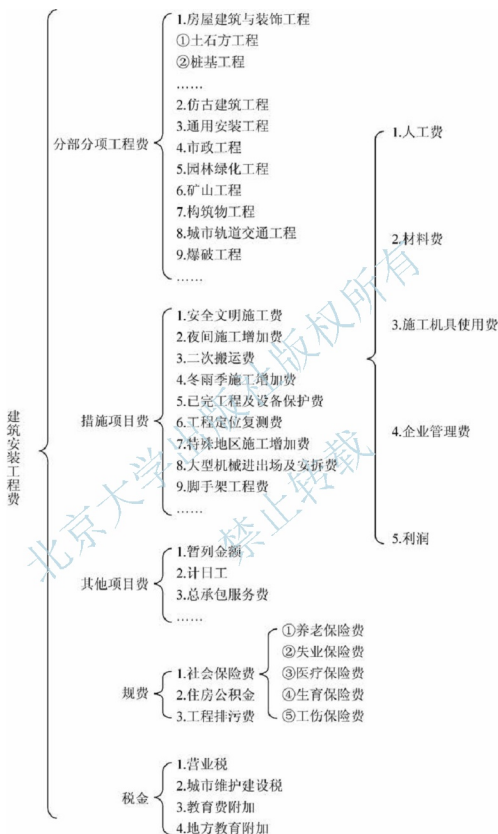 建筑安装工程费
分部分项工程费
1.房屋建筑与装饰工程
①土石方工程
②桩基工程
……
2.仿古建筑工程
3.通用安装工程
4.市政工程
5.园林绿化工程
6.矿山工程
7.构筑物工程
8.城市轨道交通工程
9.爆破工程
……
措施项目费
1.安全文明施工费
2.夜间施工增加费
3.二次搬运费
4.冬雨季施工增加费
5.已完工程及设备保护费
6.工程定位复测费
7.特殊地区施工增加费
8.大型机械进出场及安拆费
9.脚手架工程费
……
其他项目费
1.暂列金额
2.计日工
3.总承包服务费
……
1.人工费
2.材料费
3.施工机具使用费
4.企业管理费
5.利润
规费
1.社会保险费
2.住房公积金
3.工程排污费
①养老保险费
②失业保险费
③医疗保险费
④生育保险费
⑤工伤保险费
税金
1.营业税
2.城市维护建设税
3.教育费附加
4.地方教育附加
北京大学出版社版权所有
禁止转载